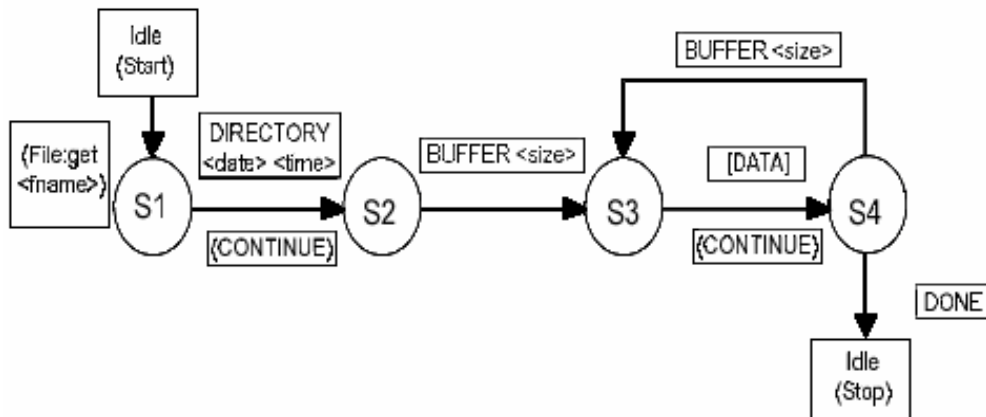 Idle
(Start)
BUFFER <size>
(File:get
<fname>)
DIRECTORY
<date> <time>
BUFFER <size>
[DATA]
S1
S2
S3
S4
(CONTINUE)
(CONTINUE)
DONE
Idle
(Stop)